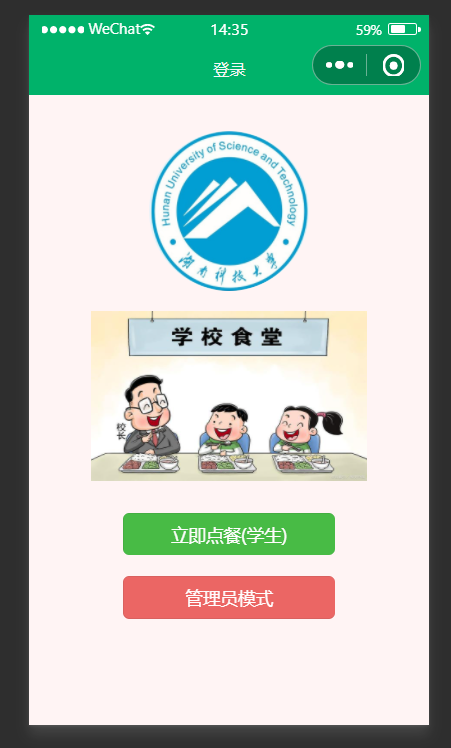 WeChat 14:35 59%
登录
Hunan University of Science and Technology
湖南科技大学
学校食堂
校长
立即点餐(学生)
管理员模式